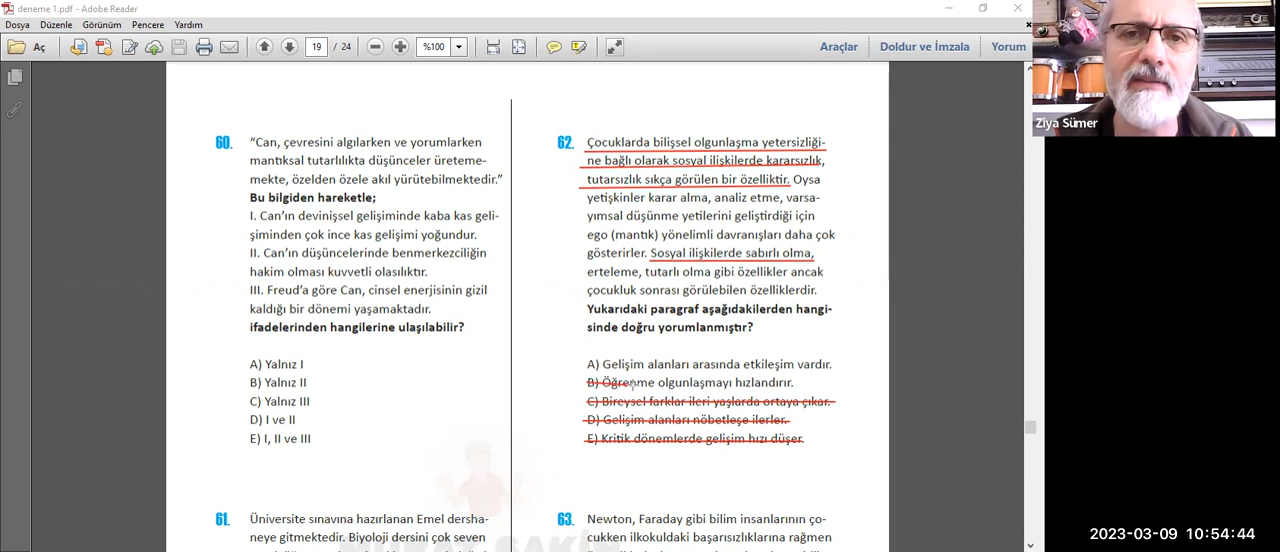 deneme 1.pdf - Adobe Reader
Dosya Düzenle Görünüm Pencere Yardım
Aç 19 / 24 %100 Araçlar Doldur ve İmzala Yorum
Ziya Sümer
60. "Can, çevresini algılarken ve yorumlarken
mantıksal tutarlılıkta düşünceler üreteme-
mekte, özelden özele akıl yürütebilmektedir."
Bu bilgiden hareketle;
I. Can'ın devinişsel gelişiminde kaba kas geli-
şiminden çok ince kas gelişimi yoğundur.
II. Can'ın düşüncelerinde benmerkezciliğin
hakim olması kuvvetli olasılıktır.
III. Freud'a göre Can, cinsel enerjisinin gizil
kaldığı bir dönemi yaşamaktadır.
ifadelerinden hangilerine ulaşılabilir?
A) Yalnız I
B) Yalnız II
C) Yalnız III
D) I ve II
E) I, II ve III
61. Üniversite sınavına hazırlanan Emel dersha-
neye gitmektedir. Biyoloji dersini çok seven
62. Çocuklarda bilişsel olgunlaşma yetersizliği-
ne bağlı olarak sosyal ilişkilerde kararsızlık,
tutarsızlık sıkça görülen bir özelliktir. Oysa
yetişkinler karar alma, analiz etme, varsa-
yımsal düşünme yetilerini geliştirdiği için
ego (mantık) yönelimli davranışları daha çok
gösterirler. Sosyal ilişkilerde sabırlı olma,
erteleme, tutarlı olma gibi özellikler ancak
çocukluk sonrası görülebilen özelliklerdir.
Yukarıdaki paragraf aşağıdakilerden hangi-
sinde doğru yorumlanmıştır?
A) Gelişim alanları arasında etkileşim vardır.
B) Öğrenme olgunlaşmayı hızlandırır.
C) Bireysel farklar ileri yaşlarda ortaya çıkar.
D) Gelişim alanları nöbetleşe ilerler.
E) Kritik dönemlerde gelişim hızı düşer.
63. Newton, Faraday gibi bilim insanlarının ço-
cukken ilkokuldaki başarısızlıklarına rağmen
2023-03-09 10:54:44